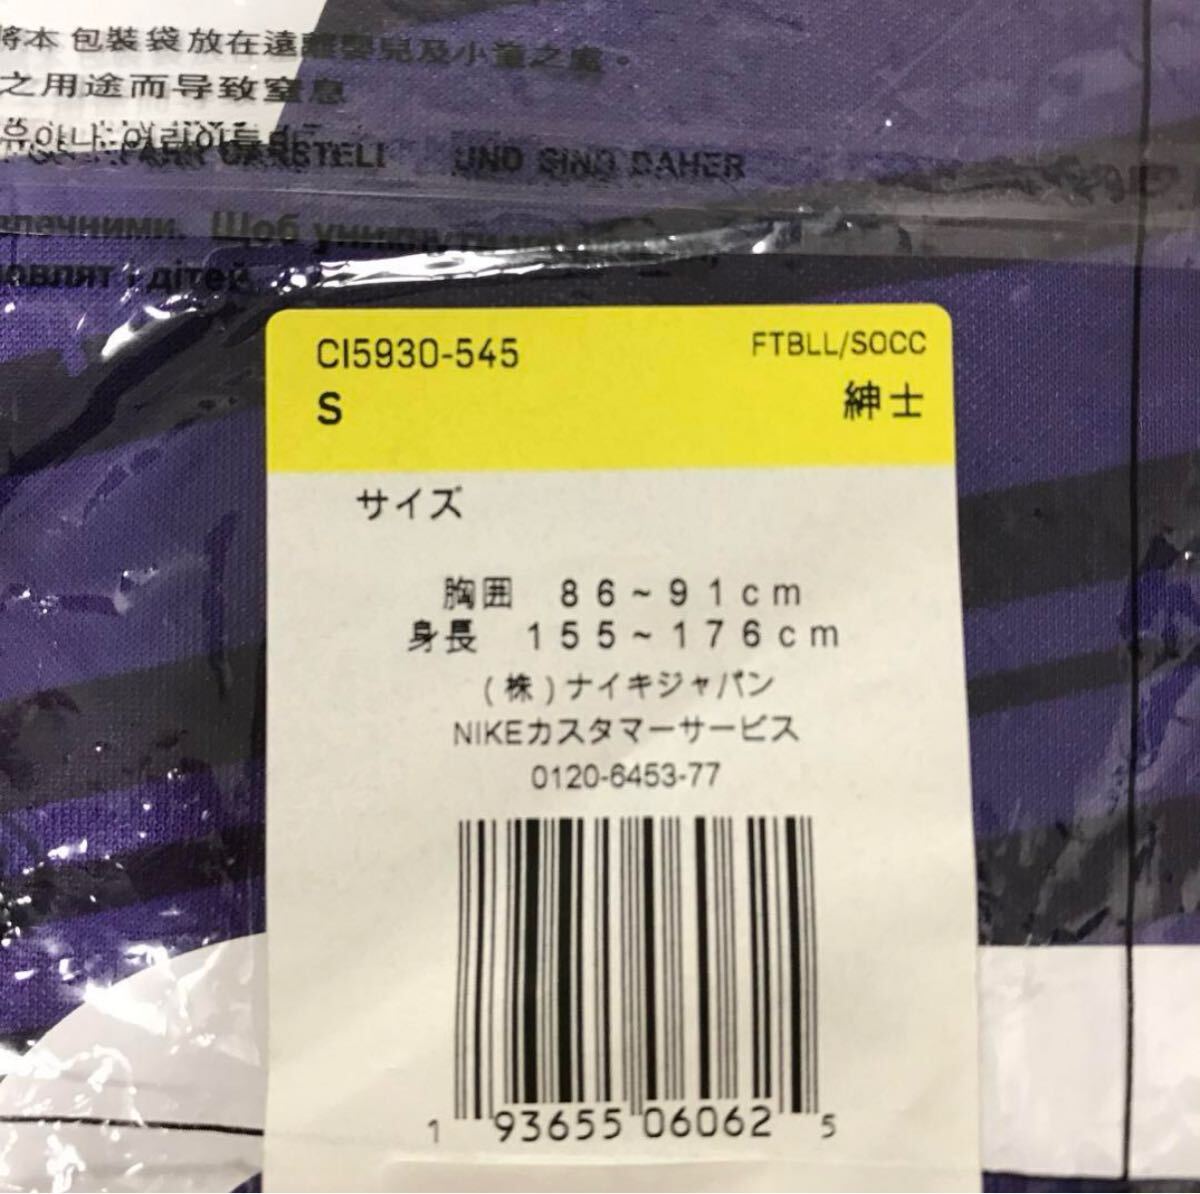 將本 包裝袋放在遠離嬰兒及小童之處。
之用途而导致窒息
UND SIND DAHER
Щоб уникнути
і дітей.
CI5930-545
FTBLL/SOCC
S
紳士
サイズ
胸囲 86~91cm
身長 155~176cm
(株)ナイキジャパン
NIKEカスタマーサービス
0120-6453-77
1 93655 06062 5